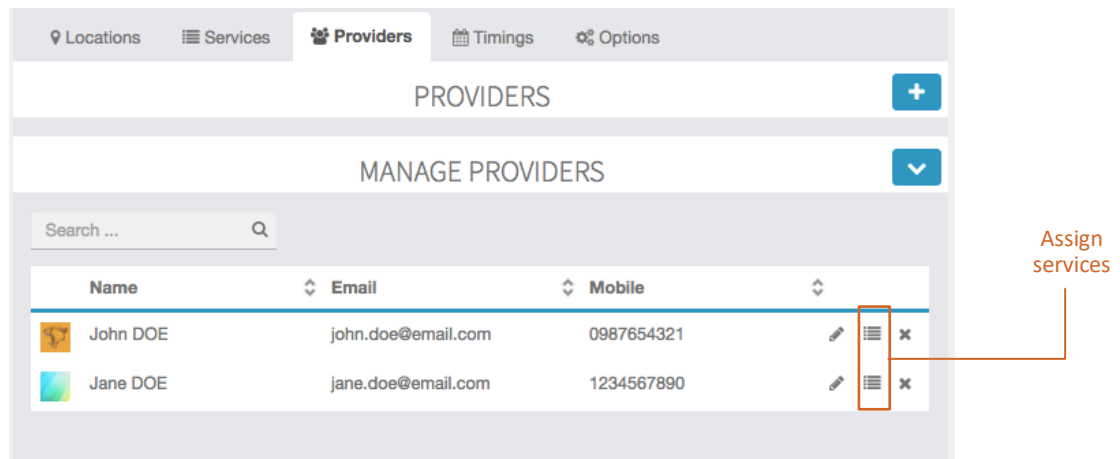 Locations Services Providers Timings Options
PROVIDERS
MANAGE PROVIDERS
Search ...
Assign
services
Name Email Mobile
John DOE john.doe@email.com 0987654321
Jane DOE jane.doe@email.com 1234567890